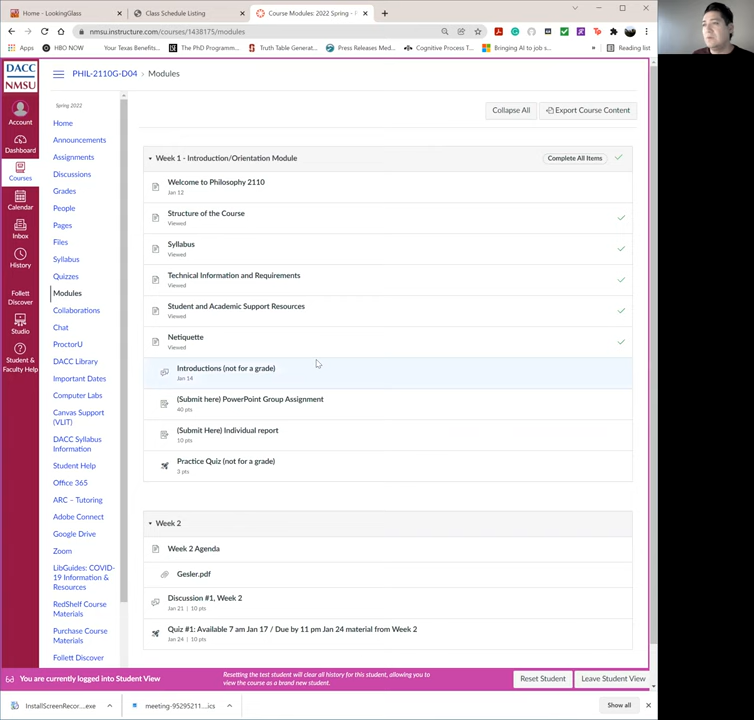 Home - LookingGlass
Class Schedule Listing
Course Modules: 2022 Spring -
nmsu.instructure.com/courses/1438175/modules
Apps
HBO NOW
Your Texas Benefits...
The PhD Programm...
Truth Table Generat...
Press Releases Med...
Cognitive Process T...
Bringing AI to job s...
Reading list
DACC
NMSU
PHIL-2110G-D04 › Modules
Account
Dashboard
Courses
Calendar
Inbox
History
Follett
Discover
Studio
Student &
Faculty Help
Spring 2022
Home
Announcements
Assignments
Discussions
Grades
People
Pages
Files
Syllabus
Quizzes
Modules
Collaborations
Chat
ProctorU
DACC Library
Important Dates
Computer Labs
Canvas Support
(VLIT)
DACC Syllabus
Information
Student Help
Office 365
ARC – Tutoring
Adobe Connect
Google Drive
Zoom
LibGuides: COVID-
19 Information &
Resources
RedShelf Course
Materials
Purchase Course
Materials
Follett Discover
Collapse All
Export Course Content
Week 1 - Introduction/Orientation Module
Complete All Items
Welcome to Philosophy 2110
Jan 12
Structure of the Course
Viewed
Syllabus
Viewed
Technical Information and Requirements
Viewed
Student and Academic Support Resources
Viewed
Netiquette
Viewed
Introductions (not for a grade)
Jan 14
(Submit here) PowerPoint Group Assignment
40 pts
(Submit Here) Individual report
10 pts
Practice Quiz (not for a grade)
3 pts
Week 2
Week 2 Agenda
Gesler.pdf
Discussion #1, Week 2
Jan 21 | 10 pts
Quiz #1: Available 7 am Jan 17 / Due by 11 pm Jan 24 material from Week 2
Jan 24 | 10 pts
You are currently logged into Student View
Resetting the test student will clear all history for this student, allowing you to
view the course as a brand new student.
Reset Student
Leave Student View
InstallScreenRecor....exe
meeting-95295211....ics
Show all